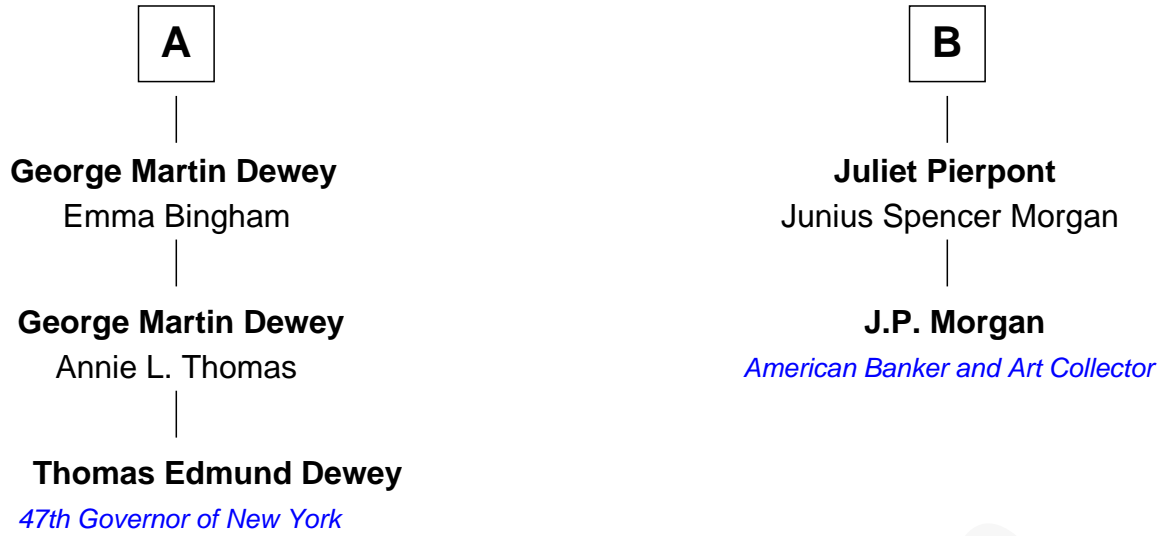 A
George Martin Dewey
Emma Bingham
George Martin Dewey
Annie L. Thomas
Thomas Edmund Dewey
47th Governor of New York
B
Juliet Pierpont
Junius Spencer Morgan
J.P. Morgan
American Banker and Art Collector